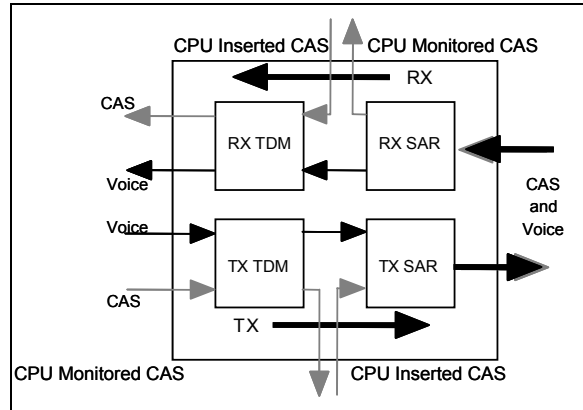 CPU Inserted CAS
CPU Monitored CAS
RX
CAS
RX TDM
RX SAR
Voice
CAS
and
Voice
Voice
TX TDM
TX SAR
CAS
TX
CPU Monitored CAS
CPU Inserted CAS